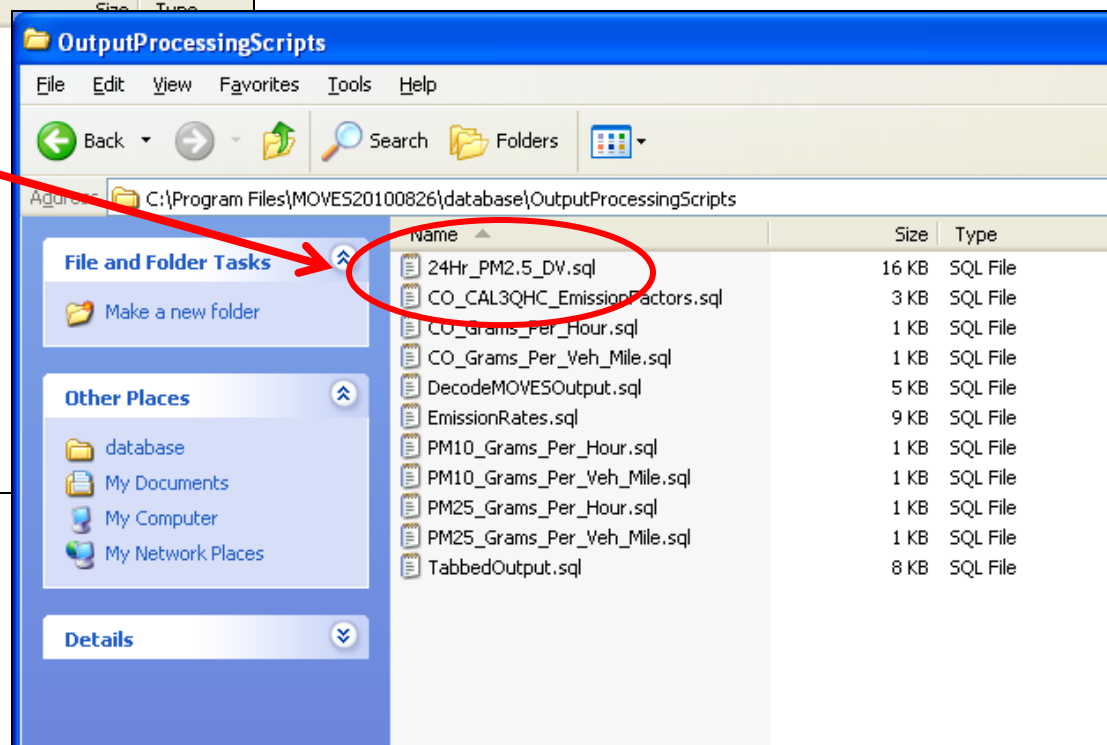 Size Type
OutputProcessingScripts
File Edit View Favorites Tools Help
Back Search Folders
Address C:\Program Files\MOVES20100826\database\OutputProcessingScripts
Name Size Type
File and Folder Tasks
Make a new folder
Other Places
database
My Documents
My Computer
My Network Places
Details
24Hr_PM2.5_DV.sql 16 KB SQL File
CO_CAL3QHC_EmissionFactors.sql 3 KB SQL File
CO_Grams_Per_Hour.sql 1 KB SQL File
CO_Grams_Per_Veh_Mile.sql 1 KB SQL File
DecodeMOVESOutput.sql 5 KB SQL File
EmissionRates.sql 9 KB SQL File
PM10_Grams_Per_Hour.sql 1 KB SQL File
PM10_Grams_Per_Veh_Mile.sql 1 KB SQL File
PM25_Grams_Per_Hour.sql 1 KB SQL File
PM25_Grams_Per_Veh_Mile.sql 1 KB SQL File
TabbedOutput.sql 8 KB SQL File